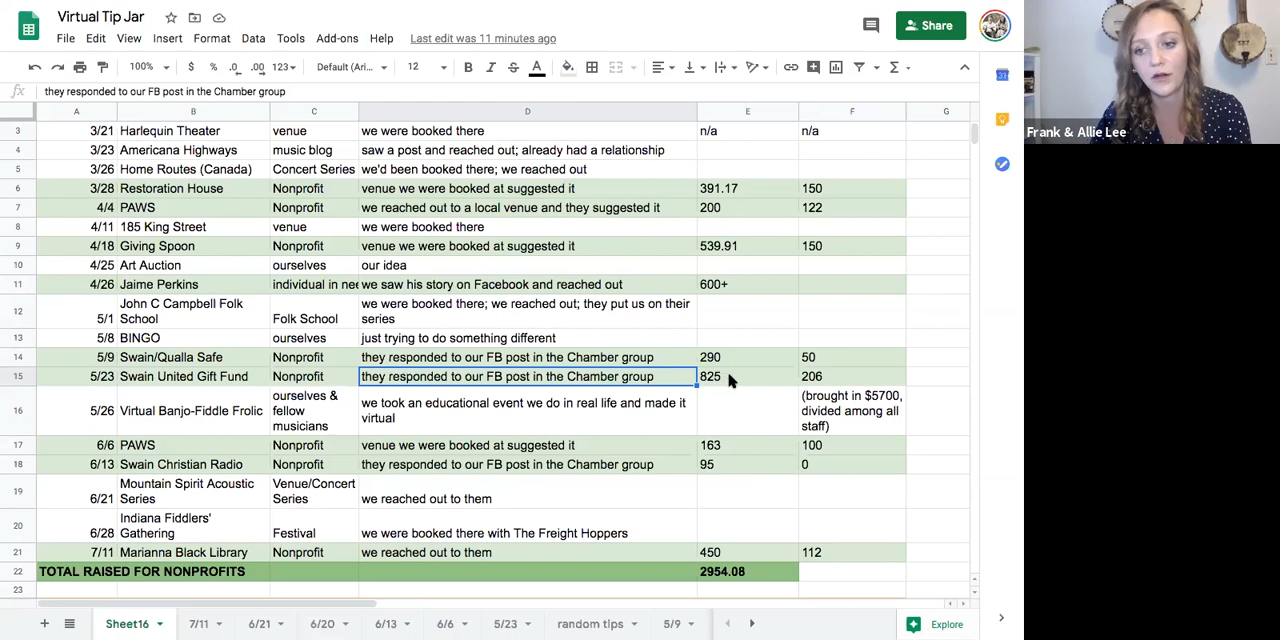 Virtual Tip Jar
File Edit View Insert Format Data Tools Add-ons Help Last edit was 11 minutes ago
Share
100% $ % .0 .00 123 Default (Ari... 12 B I S A
fx they responded to our FB post in the Chamber group
A B C D E F G
3 3/21 Harlequin Theater venue we were booked there n/a n/a
4 3/23 Americana Highways music blog saw a post and reached out; already had a relationship
5 3/26 Home Routes (Canada) Concert Series we'd been booked there; we reached out
6 3/28 Restoration House Nonprofit venue we were booked at suggested it 391.17 150
7 4/4 PAWS Nonprofit we reached out to a local venue and they suggested it 200 122
8 4/11 185 King Street venue we were booked there
9 4/18 Giving Spoon Nonprofit venue we were booked at suggested it 539.91 150
10 4/25 Art Auction ourselves our idea
11 4/26 Jaime Perkins individual in nee we saw his story on Facebook and reached out 600+
John C Campbell Folk we were booked there; we reached out; they put us on their
12 5/1 School Folk School series
13 5/8 BINGO ourselves just trying to do something different
14 5/9 Swain/Qualla Safe Nonprofit they responded to our FB post in the Chamber group 290 50
15 5/23 Swain United Gift Fund Nonprofit they responded to our FB post in the Chamber group 825 206
ourselves & (brought in $5700,
16 5/26 Virtual Banjo-Fiddle Frolic fellow we took an educational event we do in real life and made it divided among all
musicians virtual staff)
17 6/6 PAWS Nonprofit venue we were booked at suggested it 163 100
18 6/13 Swain Christian Radio Nonprofit they responded to our FB post in the Chamber group 95 0
Mountain Spirit Acoustic Venue/Concert
19 6/21 Series Series we reached out to them
Indiana Fiddlers'
20 6/28 Gathering Festival we were booked there with The Freight Hoppers
21 7/11 Marianna Black Library Nonprofit we reached out to them 450 112
22 TOTAL RAISED FOR NONPROFITS 2954.08
23
Sheet16 7/11 6/21 6/20 6/13 6/6 5/23 random tips 5/9 Explore
Frank & Allie Lee